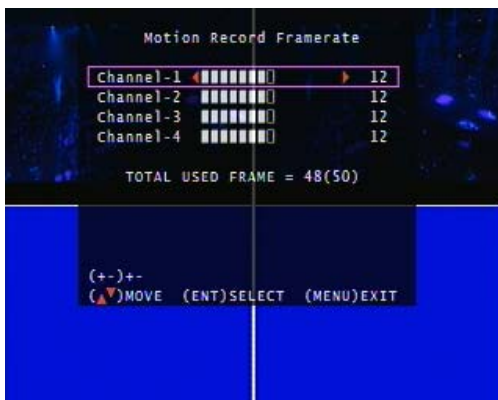 Motion Record Framerate
Channel-1 12
Channel-2 12
Channel-3 12
Channel-4 12
TOTAL USED FRAME = 48(50)
(+-)+-
(▲▼)MOVE (ENT)SELECT (MENU)EXIT